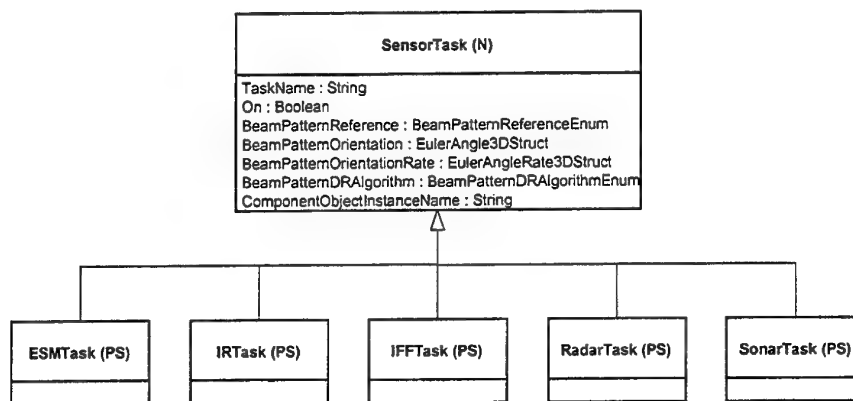 SensorTask (N)
TaskName : String
On : Boolean
BeamPatternReference : BeamPatternReferenceEnum
BeamPatternOrientation : EulerAngle3DStruct
BeamPatternOrientationRate : EulerAngleRate3DStruct
BeamPatternDRAlgorithm : BeamPatternDRAlgorithmEnum
ComponentObjectInstanceName : String
ESMTask (PS)
IRTask (PS)
IFFTask (PS)
RadarTask (PS)
SonarTask (PS)